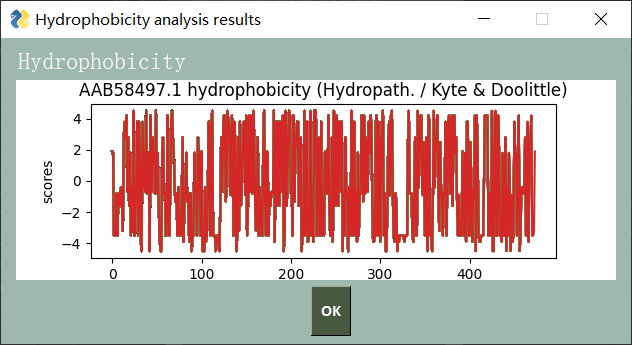 Hydrophobicity analysis results
Hydrophobicity
AAB58497.1 hydrophobicity (Hydropath. / Kyte & Doolittle)
4
2
0
−2
−4
scores
0 100 200 300 400
OK